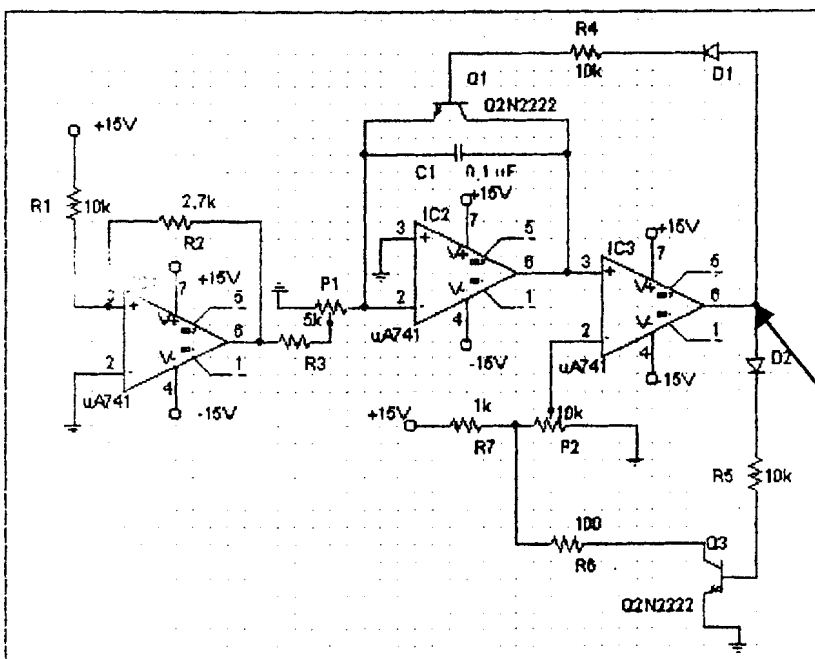 R4
10k
D1
Q1
Q2N2222
+15V
C1
0.1 uF
R1
10k
2.7k
R2
+15V
7
5
V+
V-
6
1
2
4
uA741
-15V
P1
5k
R3
+15V
IC2
7
5
3
V+
V-
6
1
2
4
uA741
-15V
+15V
IC3
7
5
3
V+
V-
6
1
2
4
uA741
-15V
D2
+15V
1k
R7
10k
P2
R5
10k
100
R6
Q3
Q2N2222